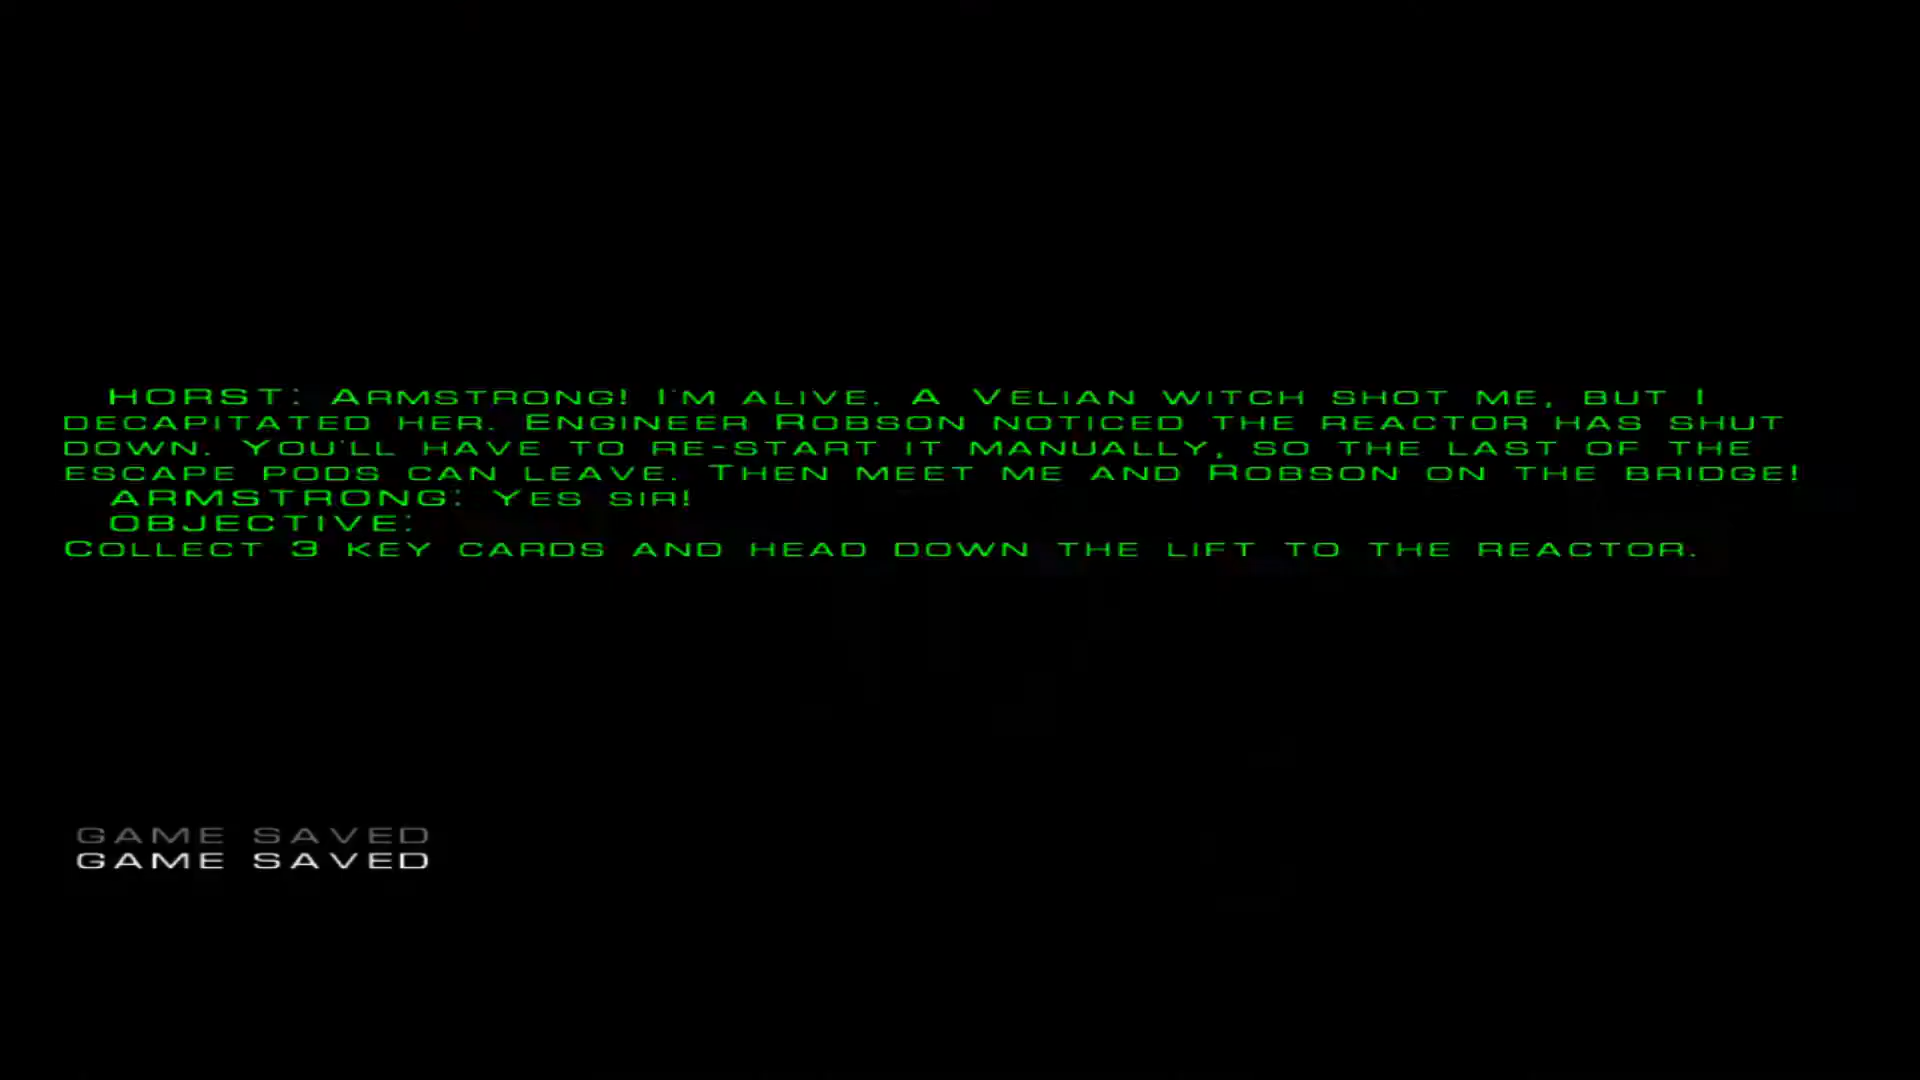 HORST: Armstrong! I'm alive. A Velian witch shot me, but I
decapitated her. Engineer Robson noticed the reactor has shut
down. You'll have to re-start it manually, so the last of the
escape pods can leave. Then meet me and Robson on the bridge!
ARMSTRONG: Yes sir!
OBJECTIVE:
Collect 3 key cards and head down the lift to the reactor.
GAME SAVED
GAME SAVED